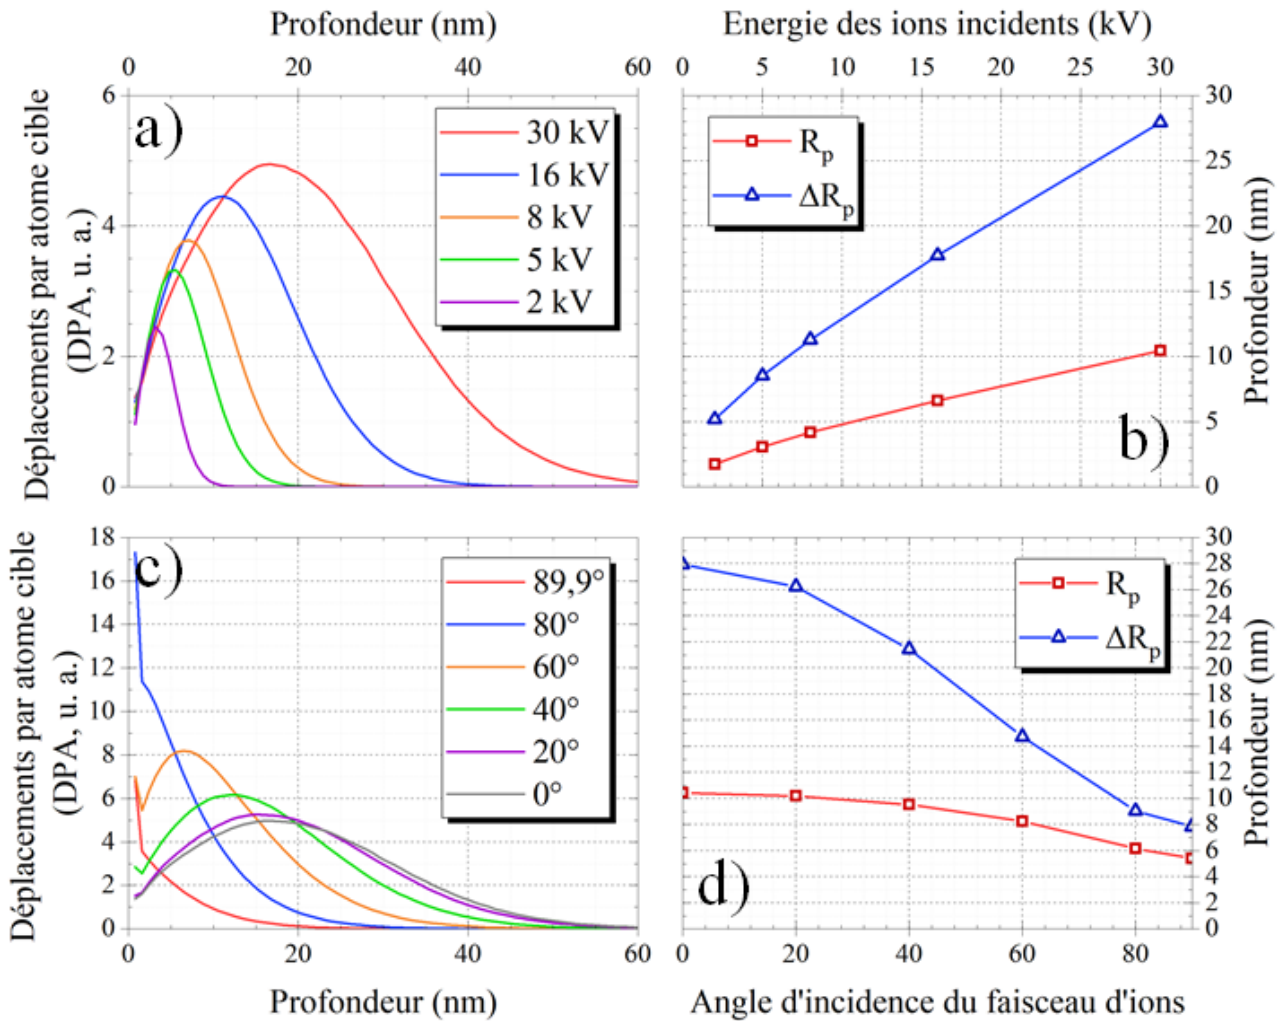 Profondeur (nm)
0 20 40 60
Déplacements par atome cible
(DPA, u. a.)
6
4
2
0
a)
30 kV
16 kV
8 kV
5 kV
2 kV
Energie des ions incidents (kV)
0 5 10 15 20 25 30
R_p
ΔR_p
b)
30
25
20
15
10
5
0
Profondeur (nm)
Déplacements par atome cible
(DPA, u. a.)
18
16
14
12
10
8
6
4
2
0
c)
89,9°
80°
60°
40°
20°
0°
0 20 40 60
Profondeur (nm)
R_p
ΔR_p
d)
30
28
26
24
22
20
18
16
14
12
10
8
6
4
2
0
Profondeur (nm)
0 20 40 60 80
Angle d'incidence du faisceau d'ions